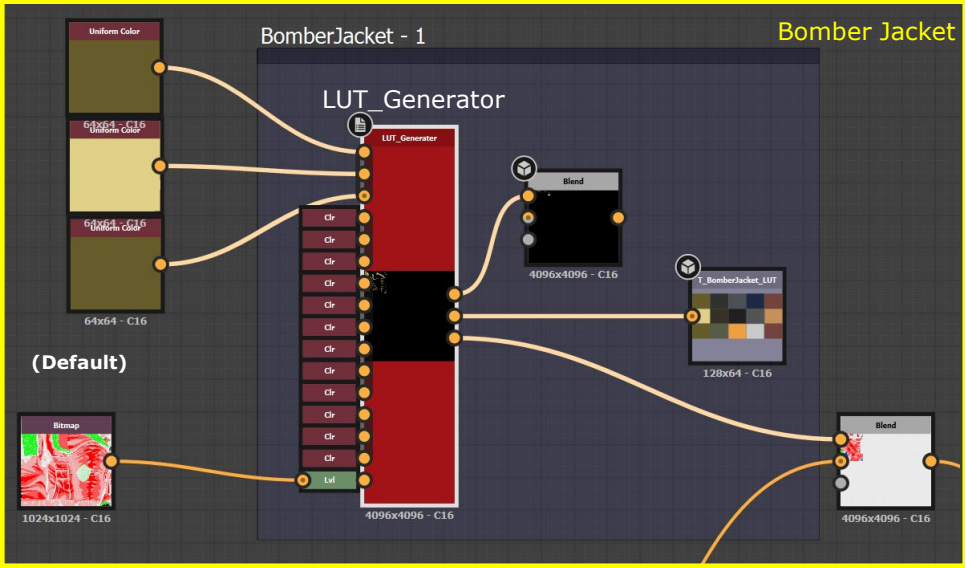 Bomber Jacket
BomberJacket - 1
Uniform Color
64x64 - C16
Uniform Color
64x64 - C16
Uniform Color
64x64 - C16
(Default)
LUT_Generator
LUT_Generater
Clr
Clr
Clr
Clr
Clr
Clr
Clr
Clr
Clr
Clr
Clr
Clr
Lvl
4096x4096 - C16
Blend
4096x4096 - C16
T_BomberJacket_LUT
128x64 - C16
Bitmap
1024x1024 - C16
Blend
4096x4096 - C16